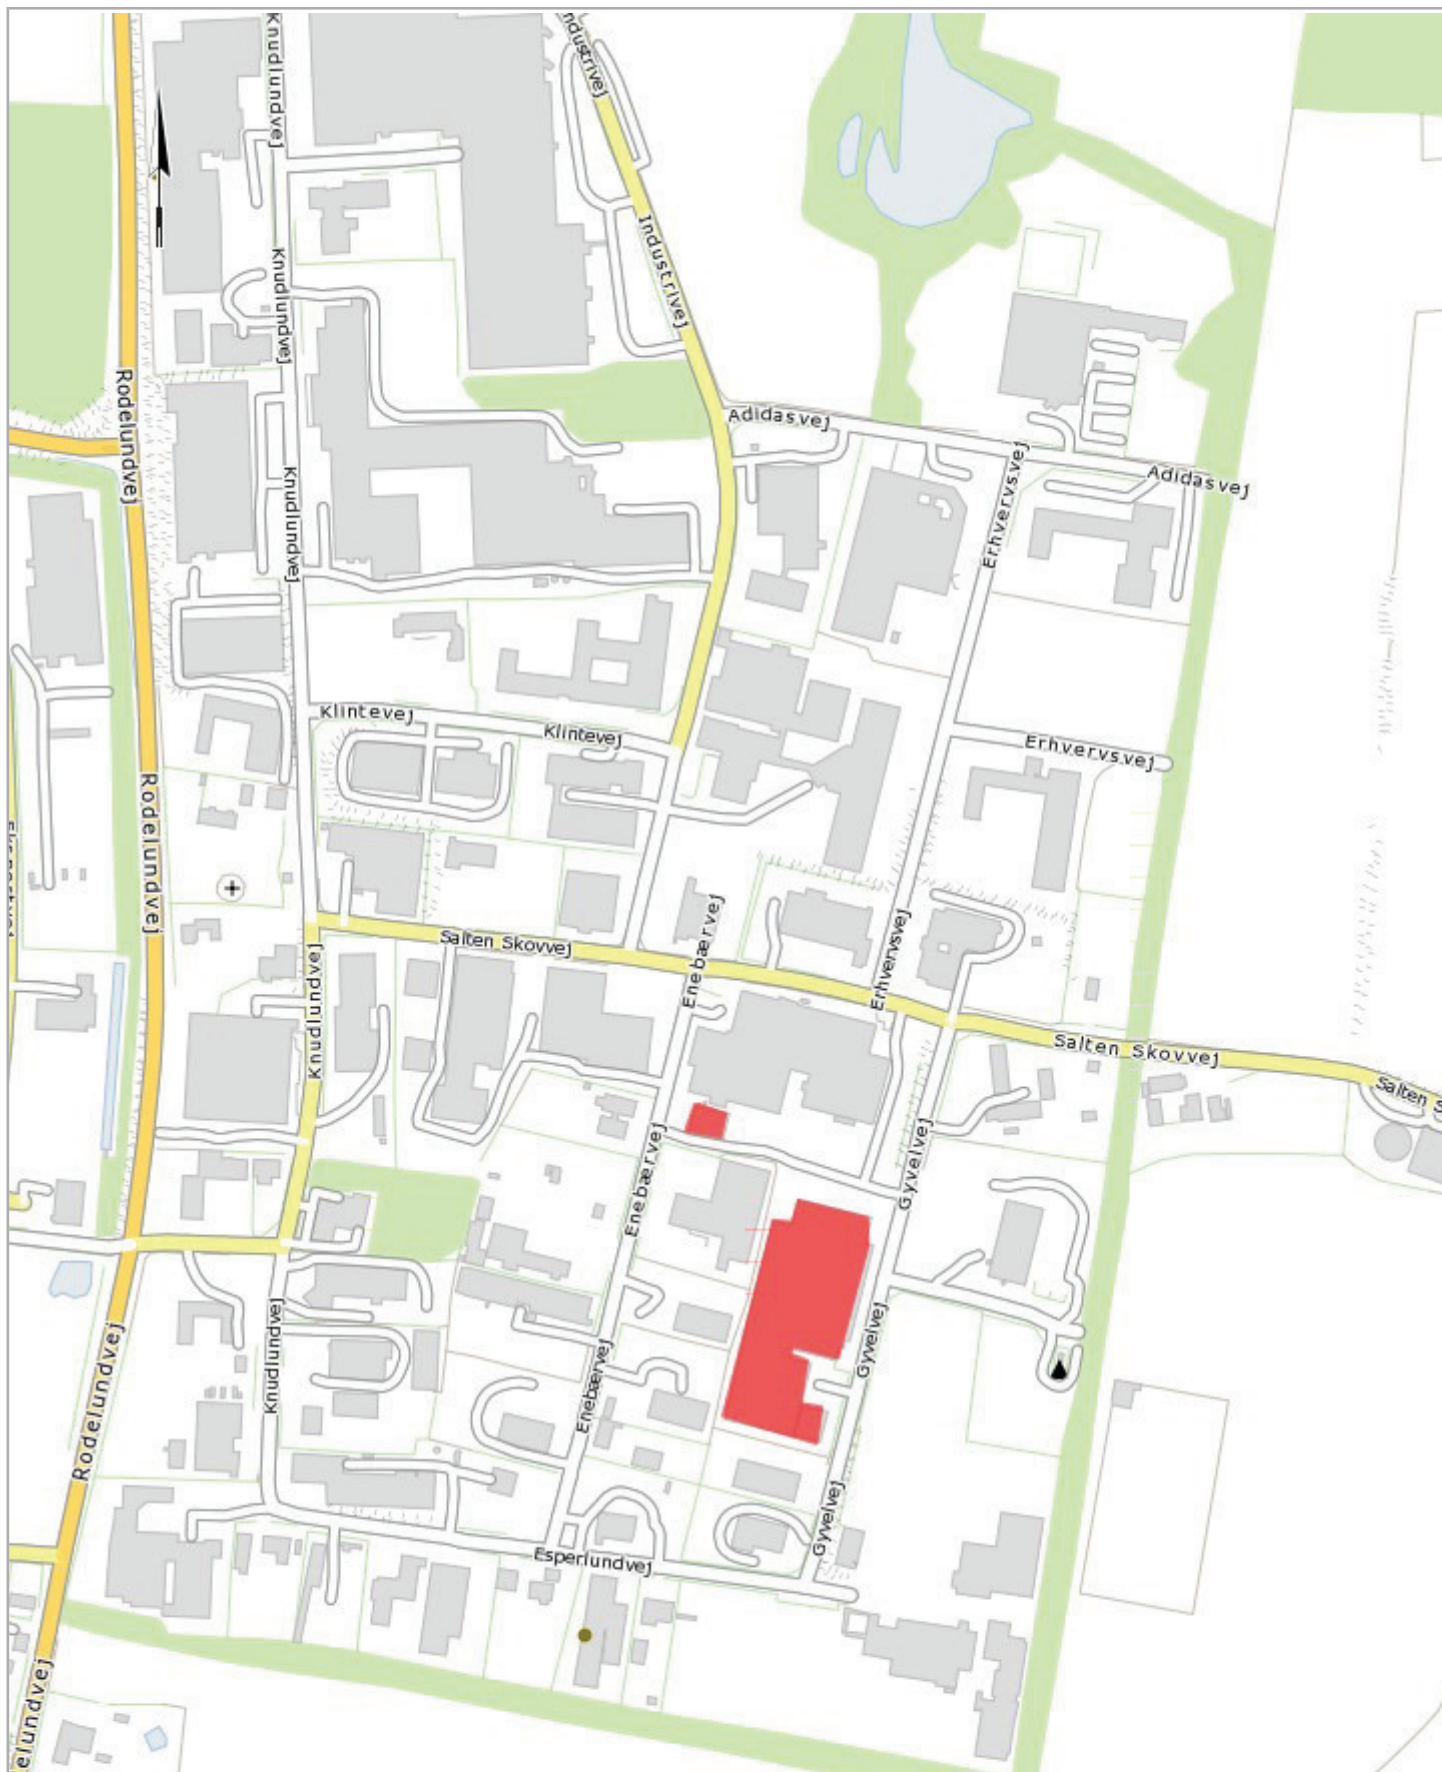 Knudlundvej
Industrivej
Industrivej
Knudlundvej
Rodelundvej
Adidasvej
Erhvervsvej
Adidasvej
Knudlundvej
Klintevej
Klintevej
Erhvervsvej
Rodelundvej
Enebærvej
Salten Skovvej
Erhvervsvej
Knudlundvej
Salten Skovvej
Salten S
Enebærvej
Gyvelvej
Knudlundvej
Rodelundvej
Enebærvej
Gyvelvej
Gyvelvej
Esperlundvej
elundvej